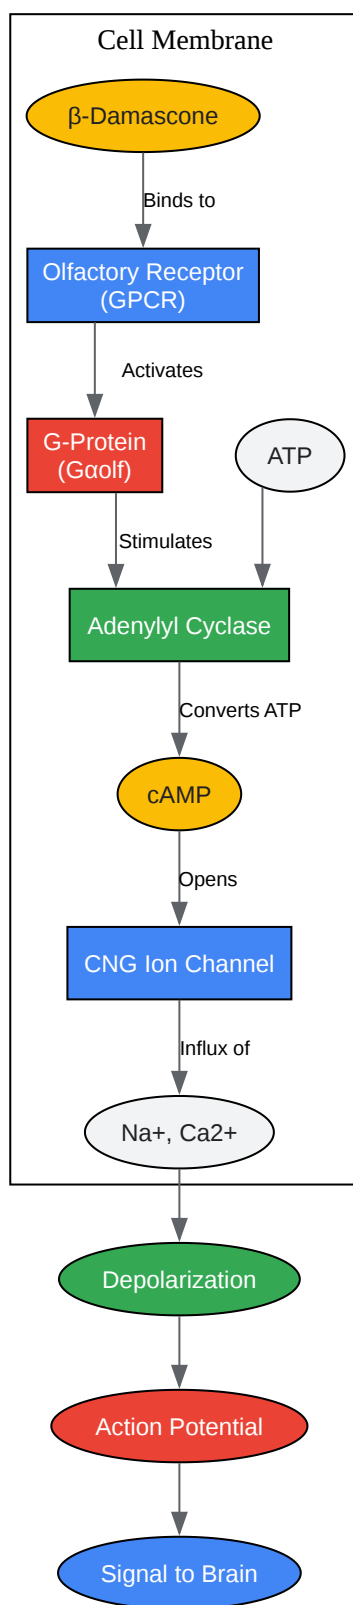 Cell Membrane
β-Damascone
Binds to
Olfactory Receptor
(GPCR)
Activates
G-Protein
(Gαolf)
ATP
Stimulates
Adenylyl Cyclase
Converts ATP
cAMP
Opens
CNG Ion Channel
Influx of
Na+, Ca2+
Depolarization
Action Potential
Signal to Brain